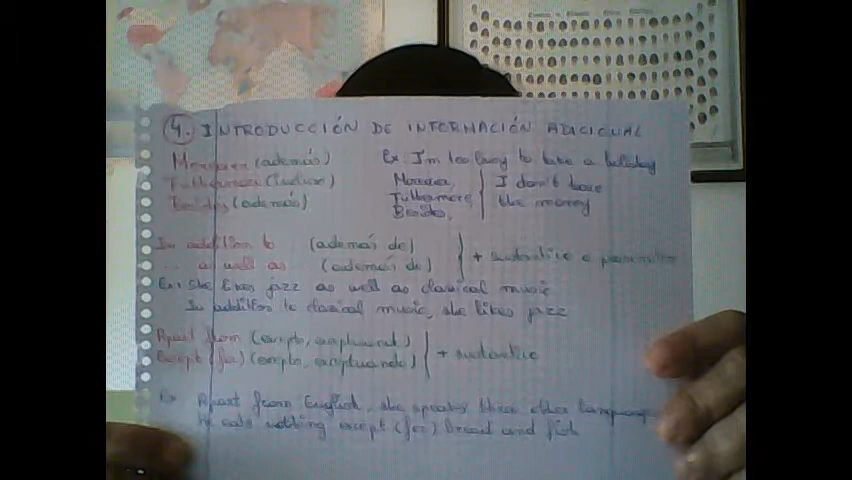 4. INTRODUCCIÓN DE INFORMACIÓN ADICIONAL
Moreover (además)
Futhermore (incluso)
Besides (además)
Ex: I'm too busy to take a holiday
Moreover,
Futhermore,
Besides,
I don't have
the money
In addition to (además de)
... as well as (además de)
+ sustantivo o pronombre
Ex: She likes jazz as well as classical music
In addition to classical music, she likes jazz
Apart from (excepto, exceptuando)
Except (for) (excepto, exceptuando)
+ sustantivo
Ex Apart from English, she speaks three other languages
He eats nothing except (for) bread and fish